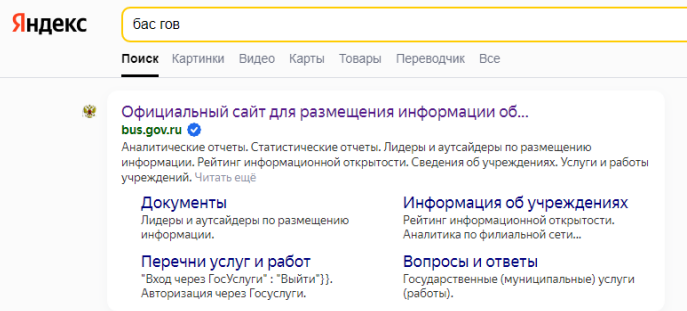 Яндекс
бас гов
Поиск Картинки Видео Карты Товары Переводчик Все
Официальный сайт для размещения информации об...
bus.gov.ru
Аналитические отчеты. Статистические отчеты. Лидеры и аутсайдеры по размещению
информации. Рейтинг информационной открытости. Сведения об учреждениях. Услуги и работы
учреждений. Читать ещё
Документы
Лидеры и аутсайдеры по размещению
информации.
Информация об учреждениях
Рейтинг информационной открытости.
Аналитика по филиальной сети...
Перечни услуг и работ
"Вход через ГосУслуги" : "Выйти"}}.
Авторизация через Госуслуги.
Вопросы и ответы
Государственные (муниципальные) услуги
(работы).